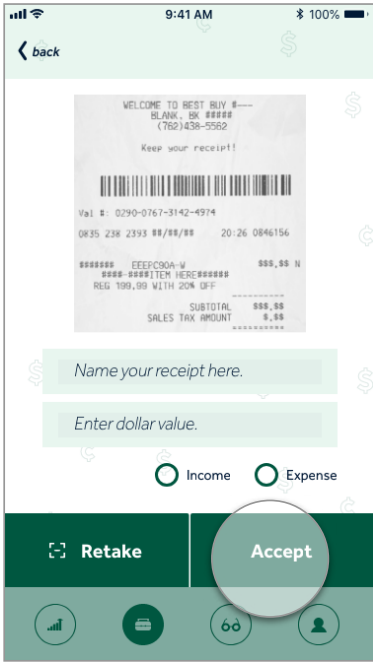 9:41 AM
100%
back
WELCOME TO BEST BUY #---
BLANK, BX #####
(762)438-5562
Keep your receipt!
Val #: 0290-0767-3142-4974
0835 238 2393 ##/##/## 20:26 0846156
$$$$$$$ EEEPC90A-W $$$,$$ N
$$$$-$$$$ITEM HERE$$$$$$
REG 199,99 WITH 20% OFF
SUBTOTAL $$$,$$
SALES TAX AMOUNT $,$$
Name your receipt here.
Enter dollar value.
Income Expense
Retake Accept